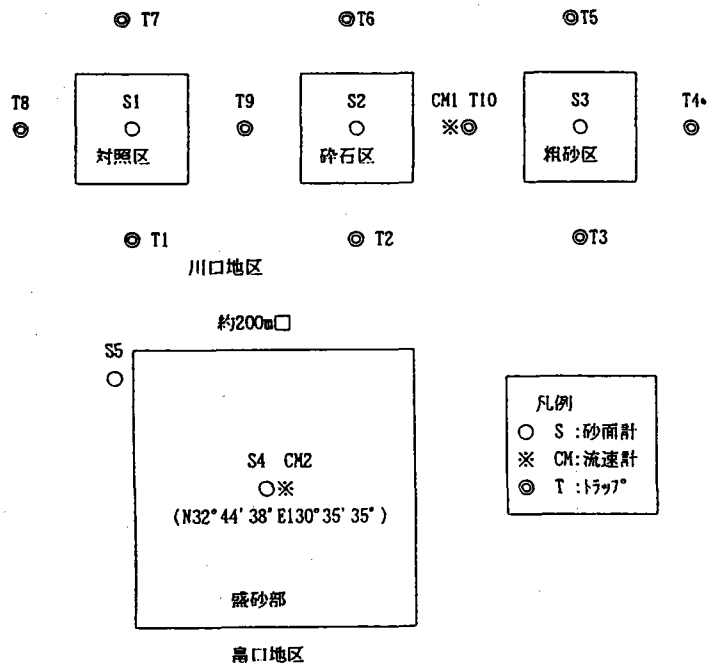 ◎ T7 ◎T6 ◎T5
T8 S1 T9 S2 CM1 T10 S3 T4
◎ ○ ◎ ○ ※◎ ○ ◎
対照区 砕石区 粗砂区
◎ T1 ◎ T2 ◎T3
川口地区
約200m□
S5
○
凡例
○ S :砂面計
※ CM:流速計
◎ T :トラップ
S4 CM2
○※
(N32°44'38"E130°35'35")
盛砂部
畠口地区